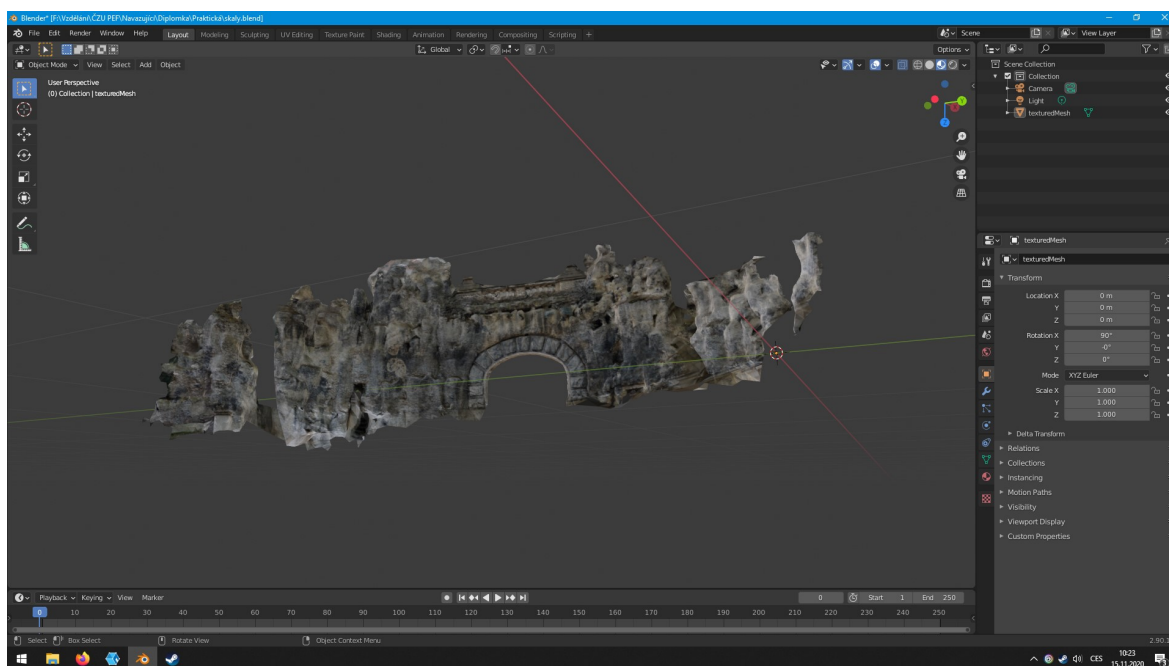 Blender* [F:\Vzdělání\ČZU PEF\Navazující\Diplomka\Praktická\skaly.blend]
File Edit Render Window Help Layout Modeling Sculpting UV Editing Texture Paint Shading Animation Rendering Compositing Scripting + Scene View Layer
Global Options
Object Mode View Select Add Object
User Perspective
(0) Collection | texturedMesh
Y
X
Z
Scene Collection
Collection
Camera
Light
texturedMesh
texturedMesh
texturedMesh
Transform
Location X 0 m
Y 0 m
Z 0 m
Rotation X 90°
Y -0°
Z 0°
Mode XYZ Euler
Scale X 1.000
Y 1.000
Z 1.000
Delta Transform
Relations
Collections
Instancing
Motion Paths
Visibility
Viewport Display
Custom Properties
Playback Keying View Marker 0 Start 1 End 250
0 10 20 30 40 50 60 70 80 90 100 110 120 130 140 150 160 170 180 190 200 210 220 230 240 250
Select Box Select Rotate View Object Context Menu
CES
10:23
15.11.2020